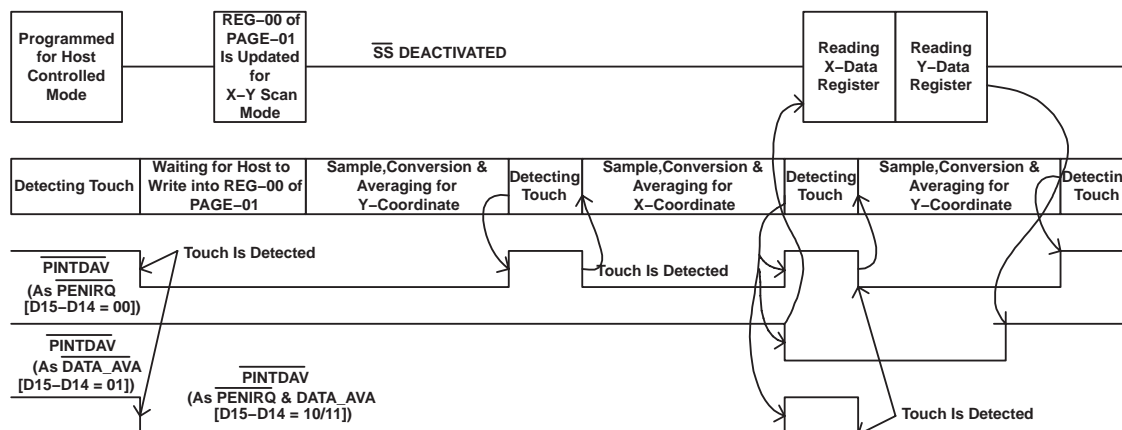 Programmed
for Host
Controlled
Mode
REG–00 of
PAGE–01
Is Updated
for
X–Y Scan
Mode
SS DEACTIVATED
Reading
X–Data
Register
Reading
Y–Data
Register
Detecting Touch
Waiting for Host to
Write into REG–00 of
PAGE–01
Sample,Conversion &
Averaging for
Y–Coordinate
Detecting
Touch
Sample,Conversion &
Averaging for
X–Coordinate
Detecting
Touch
Sample,Conversion &
Averaging for
Y–Coordinate
Detecting
Touch
PINTDAV
(As PENIRQ
[D15–D14 = 00])
Touch Is Detected
Touch Is Detected
PINTDAV
(As DATA_AVA
[D15–D14 = 01])
PINTDAV
(As PENIRQ & DATA_AVA
[D15–D14 = 10/11])
Touch Is Detected